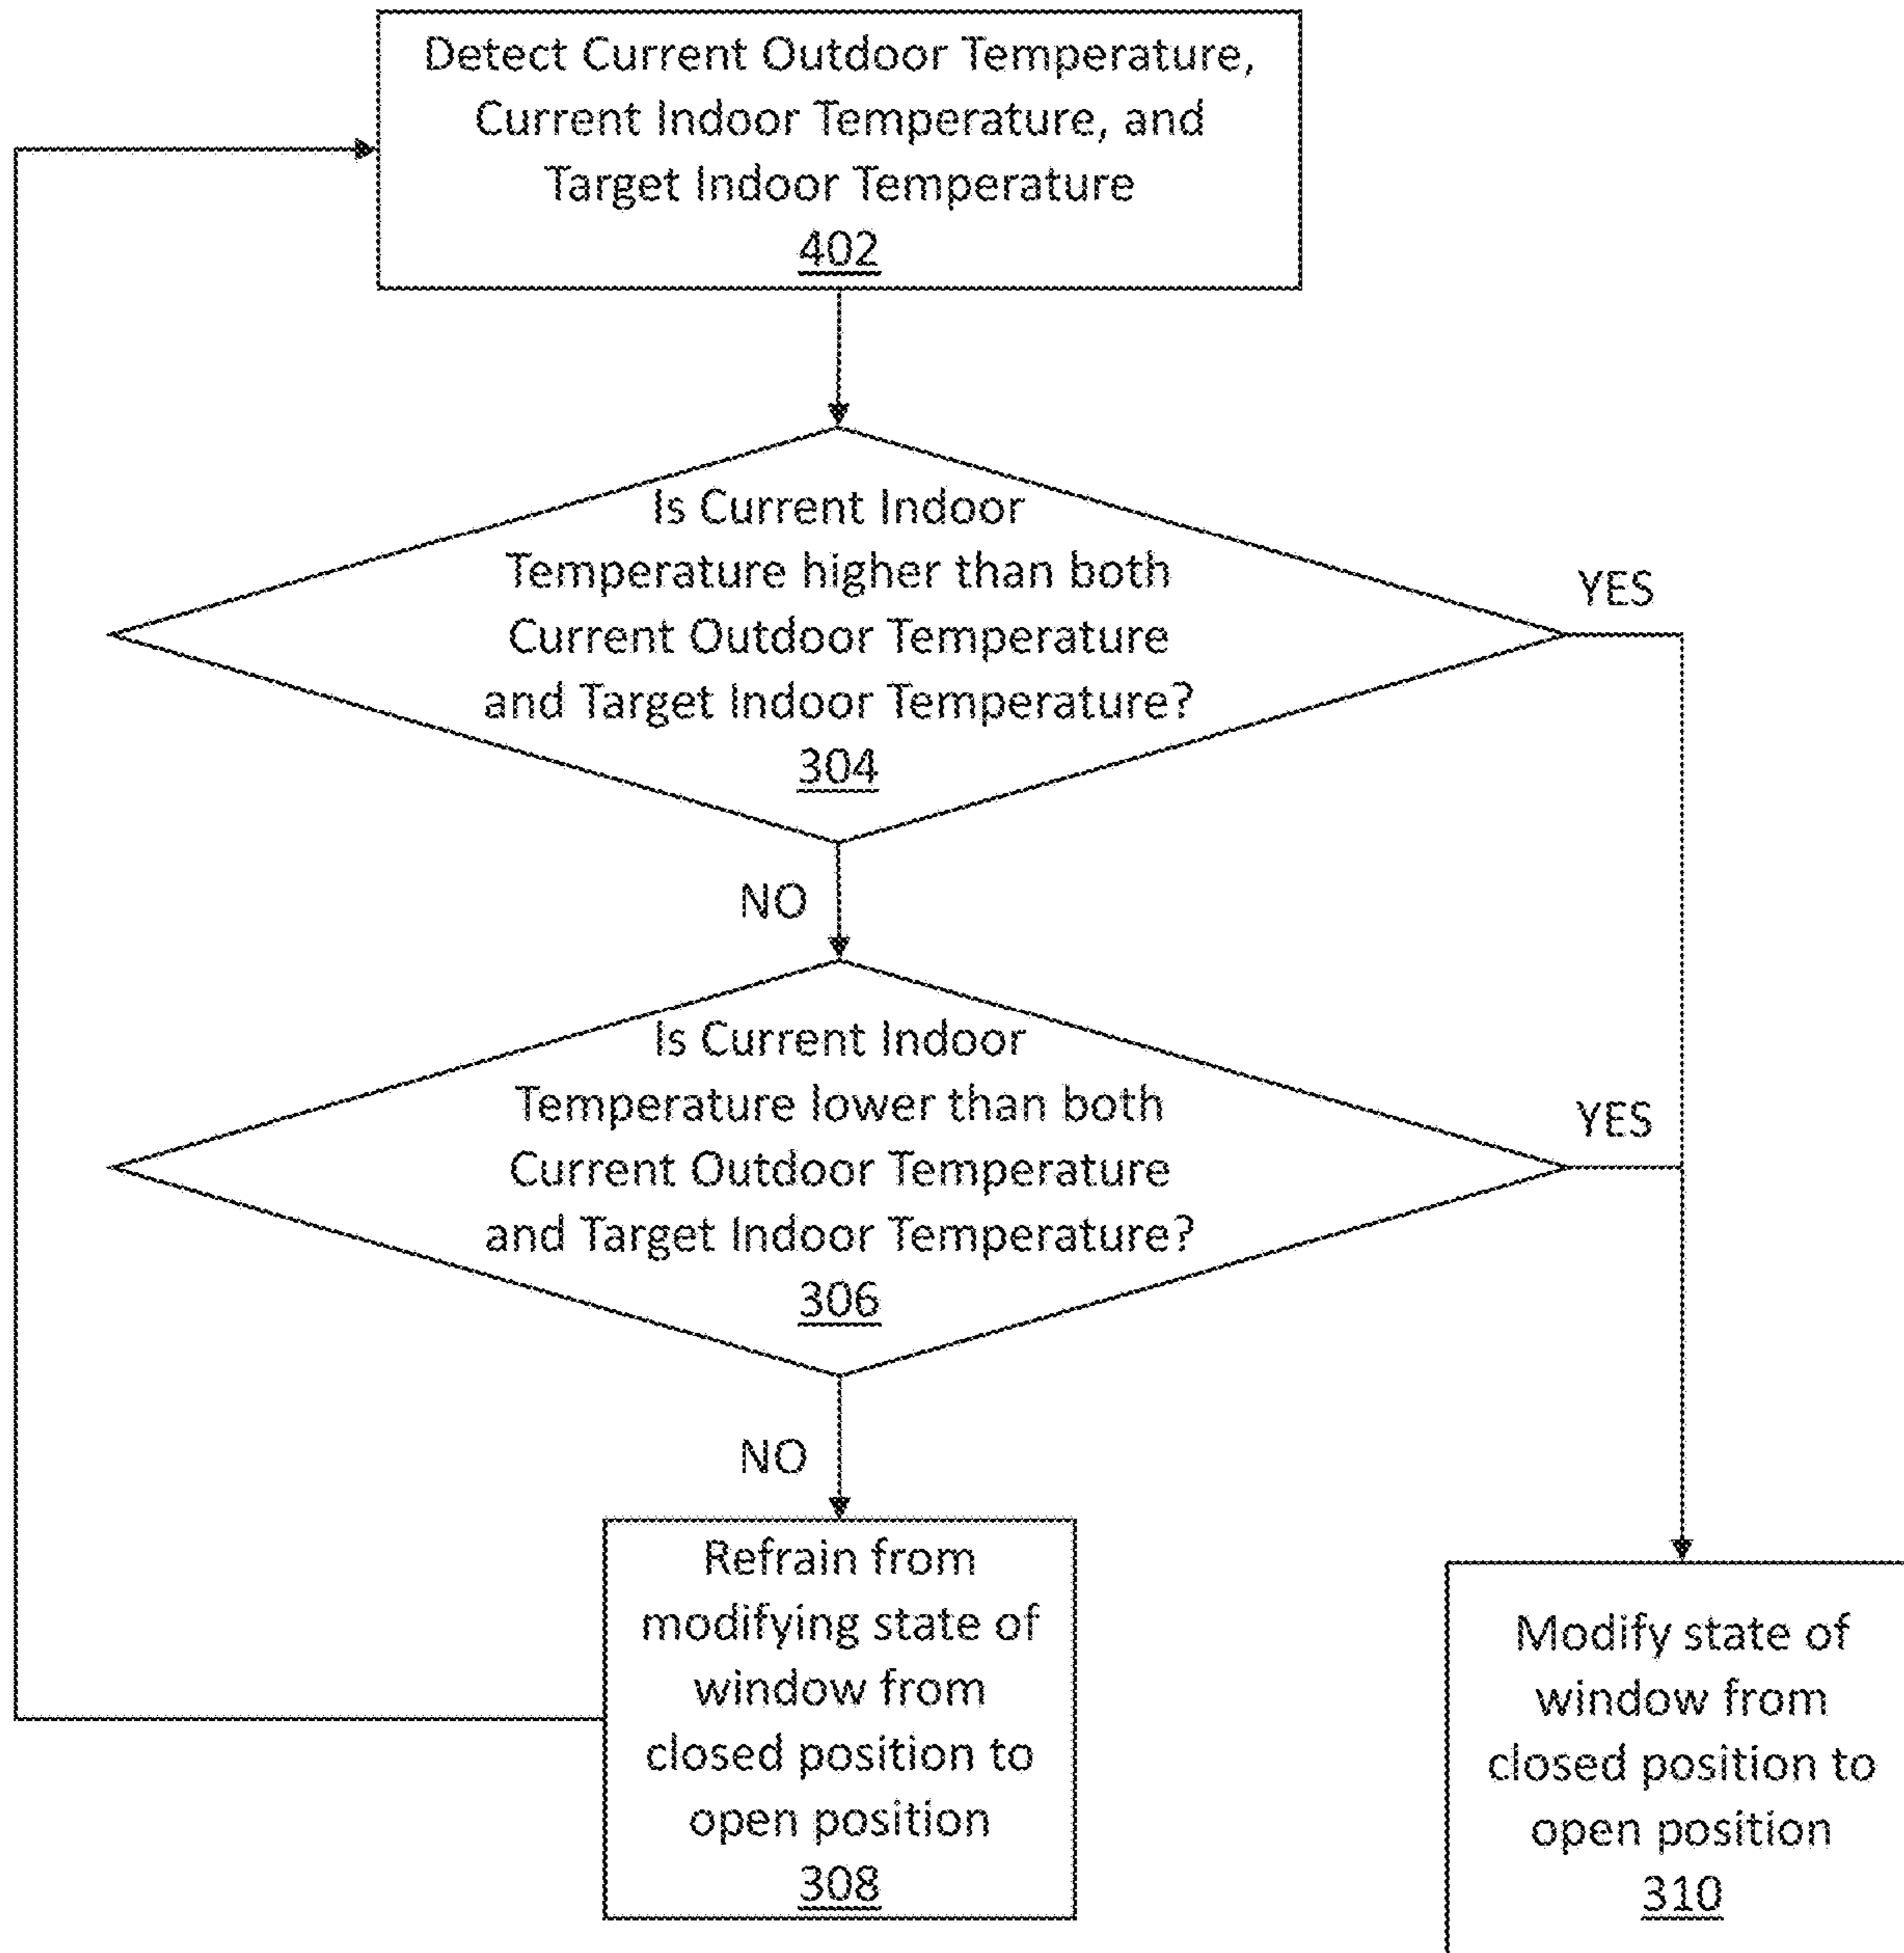 Detect Current Outdoor Temperature,
Current Indoor Temperature, and
Target Indoor Temperature
402
Is Current Indoor
Temperature higher than both
Current Outdoor Temperature
and Target Indoor Temperature?
304
YES
NO
Is Current Indoor
Temperature lower than both
Current Outdoor Temperature
and Target Indoor Temperature?
306
YES
NO
Refrain from
modifying state of
window from
closed position to
open position
308
Modify state of
window from
closed position to
open position
310